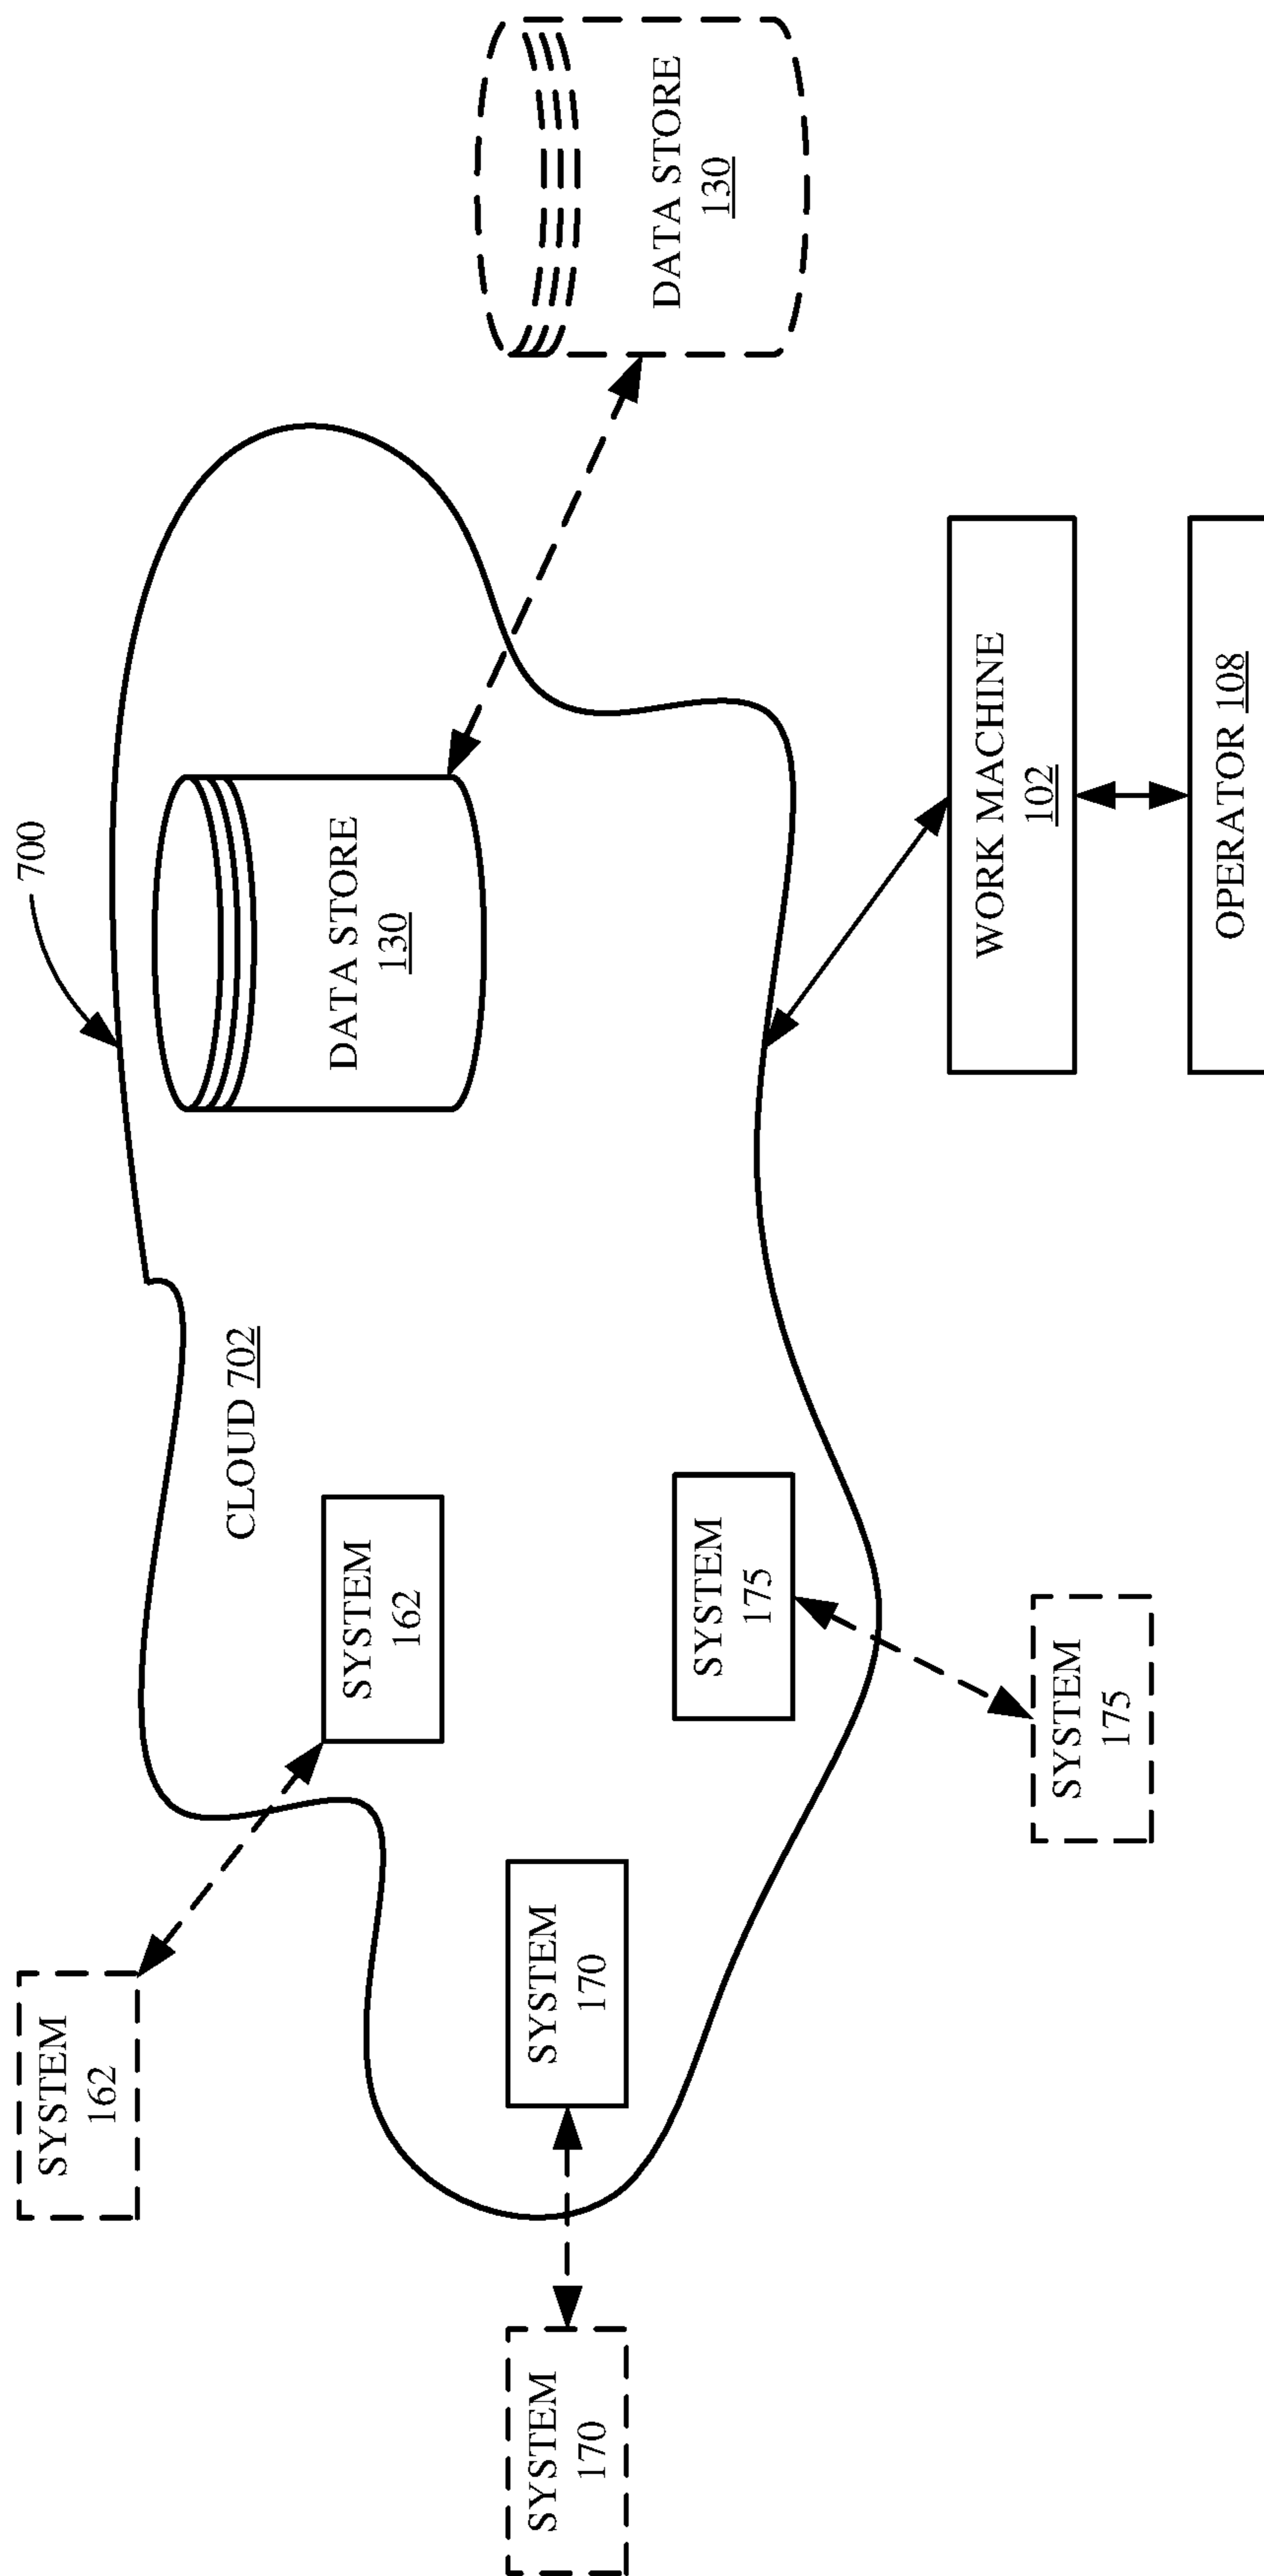 700
SYSTEM
162
CLOUD 702
DATA STORE
130
SYSTEM
162
DATA STORE
130
SYSTEM
170
SYSTEM
170
SYSTEM
175
WORK MACHINE
102
SYSTEM
175
OPERATOR 108